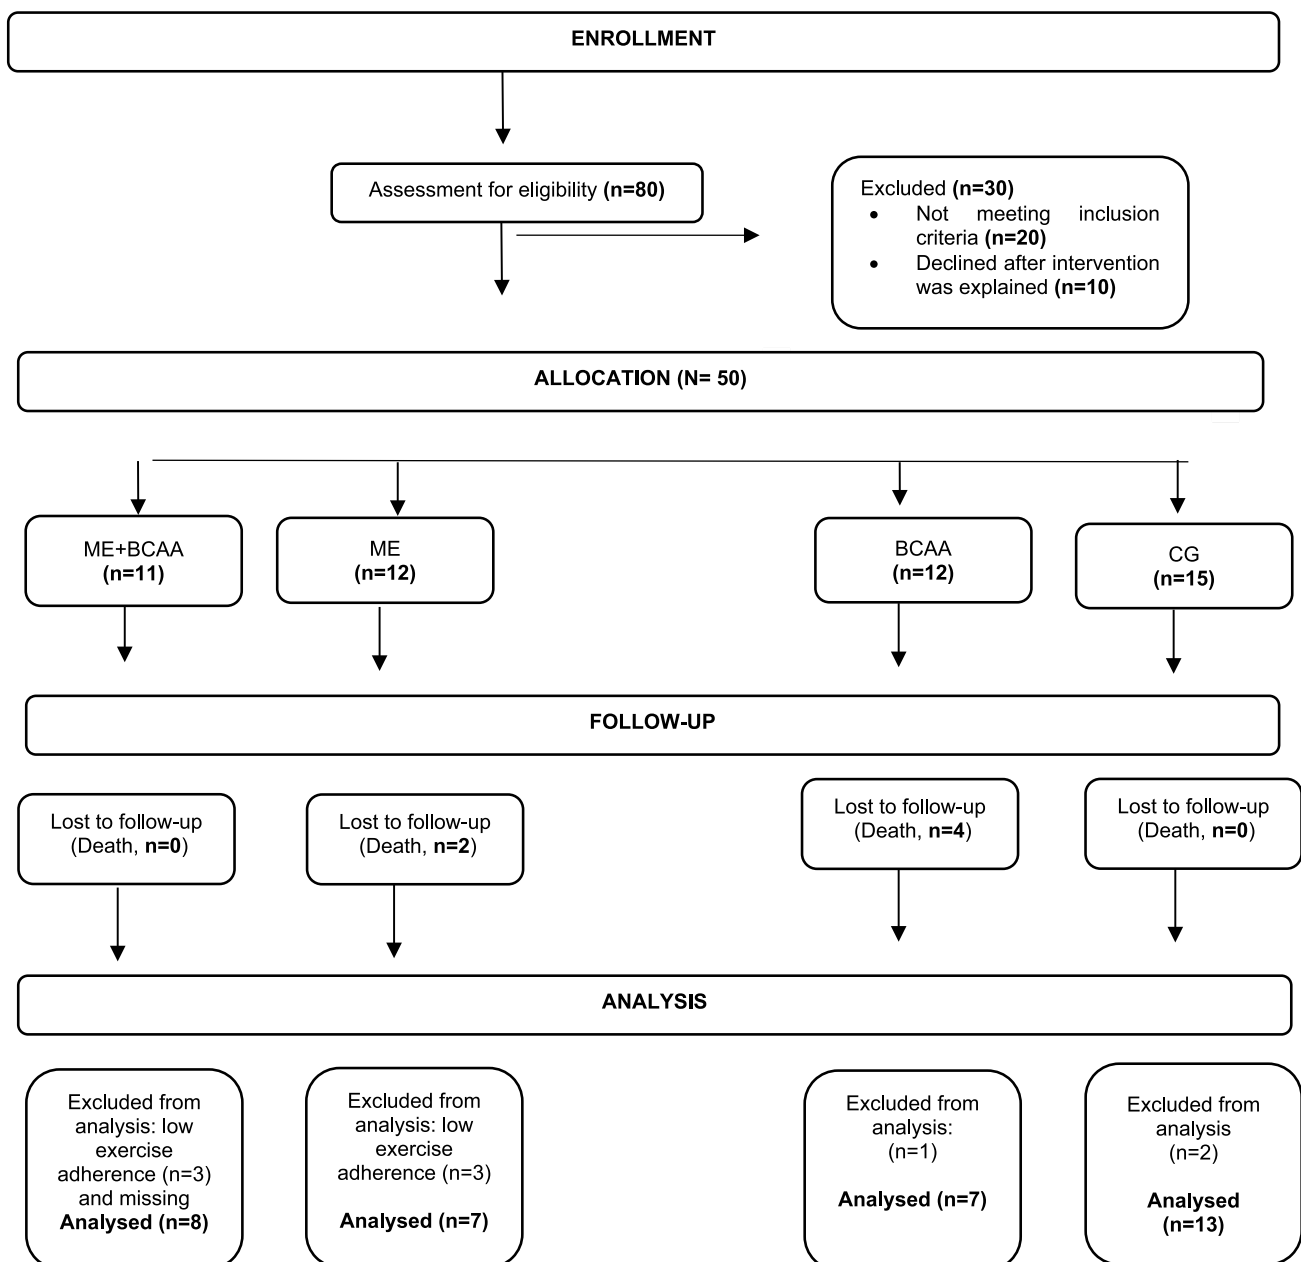 ENROLLMENT
Assessment for eligibility (n=80)
Excluded (n=30)
• Not meeting inclusion
criteria (n=20)
• Declined after intervention
was explained (n=10)
ALLOCATION (N= 50)
ME+BCAA
(n=11)
ME
(n=12)
BCAA
(n=12)
CG
(n=15)
FOLLOW-UP
Lost to follow-up
(Death, n=0)
Lost to follow-up
(Death, n=2)
Lost to follow-up
(Death, n=4)
Lost to follow-up
(Death, n=0)
ANALYSIS
Excluded from
analysis: low
exercise
adherence (n=3)
and missing
Analysed (n=8)
Excluded from
analysis: low
exercise
adherence (n=3)
Analysed (n=7)
Excluded from
analysis:
(n=1)
Analysed (n=7)
Excluded from
analysis
(n=2)
Analysed
(n=13)